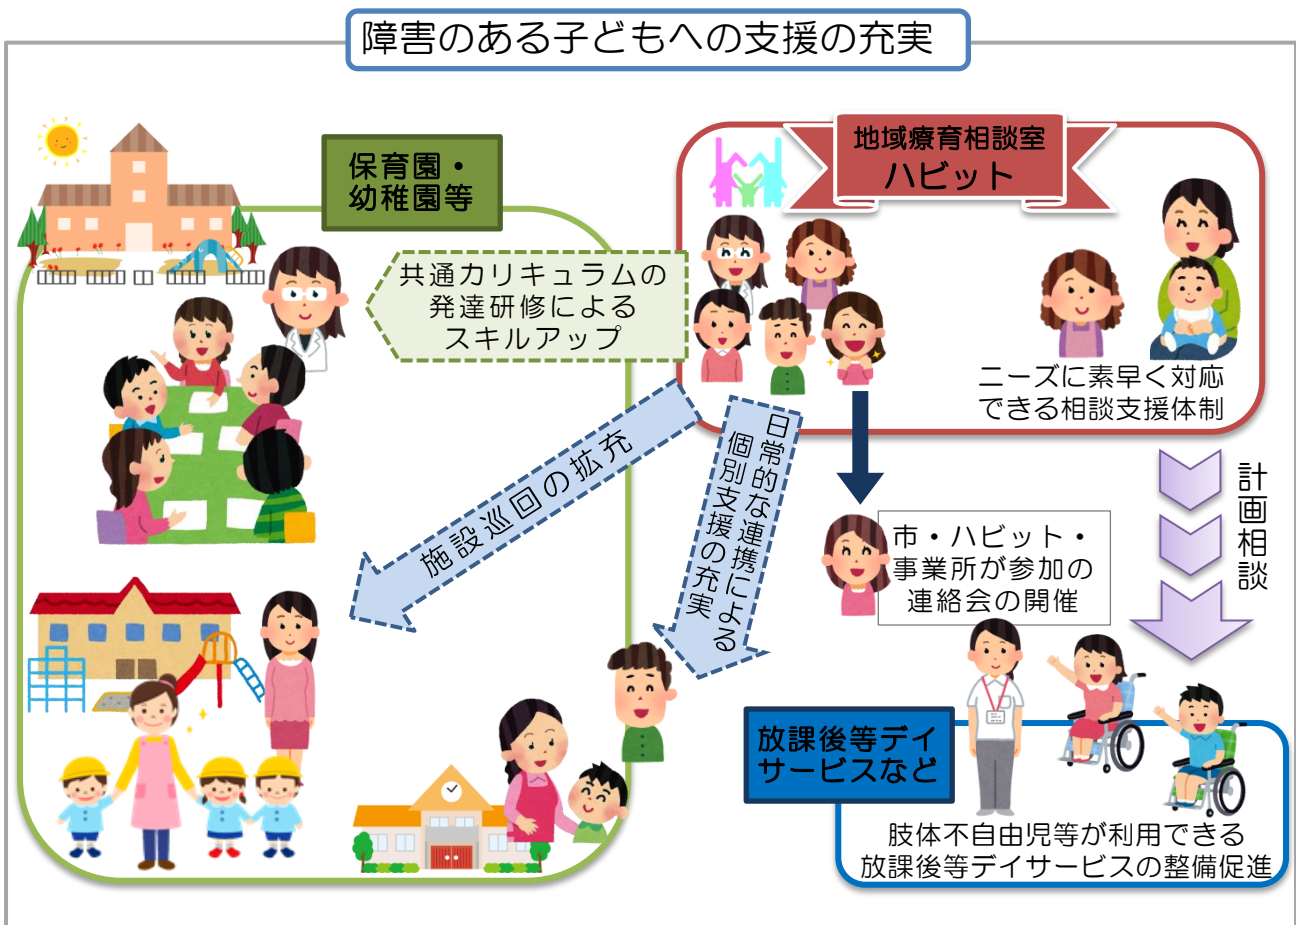 障害のある子どもへの支援の充実
保育園・
幼稚園等
地域療育相談室
ハビット
共通カリキュラムの
発達研修による
スキルアップ
ニーズに素早く対応
できる相談支援体制
施設巡回の拡充
日常的な連携による
個別支援の充実
計画相談
市・ハビット・
事業所が参加の
連絡会の開催
放課後等デイ
サービスなど
肢体不自由児等が利用できる
放課後等デイサービスの整備促進